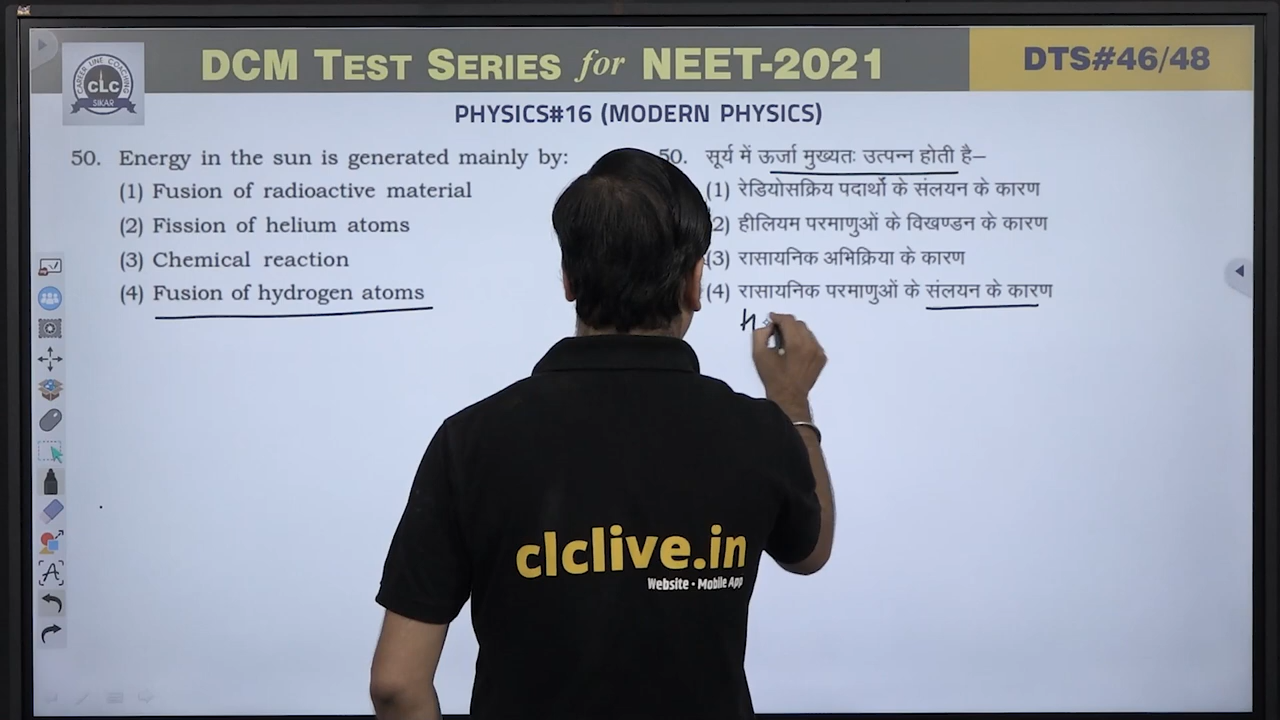 DCM TEST SERIES for NEET-2021
DTS#46/48
CAREER LINE COACHING
CLC
SIKAR
PHYSICS#16 (MODERN PHYSICS)
50. Energy in the sun is generated mainly by:
(1) Fusion of radioactive material
(2) Fission of helium atoms
(3) Chemical reaction
(4) Fusion of hydrogen atoms
50. सूर्य में ऊर्जा मुख्यतः उत्पन्न होती है–
(1) रेडियोसक्रिय पदार्थो के संलयन के कारण
2) हीलियम परमाणुओं के विखण्डन के कारण
(3) रासायनिक अभिक्रिया के कारण
(4) रासायनिक परमाणुओं के संलयन के कारण
clclive.in
Website • Mobile App